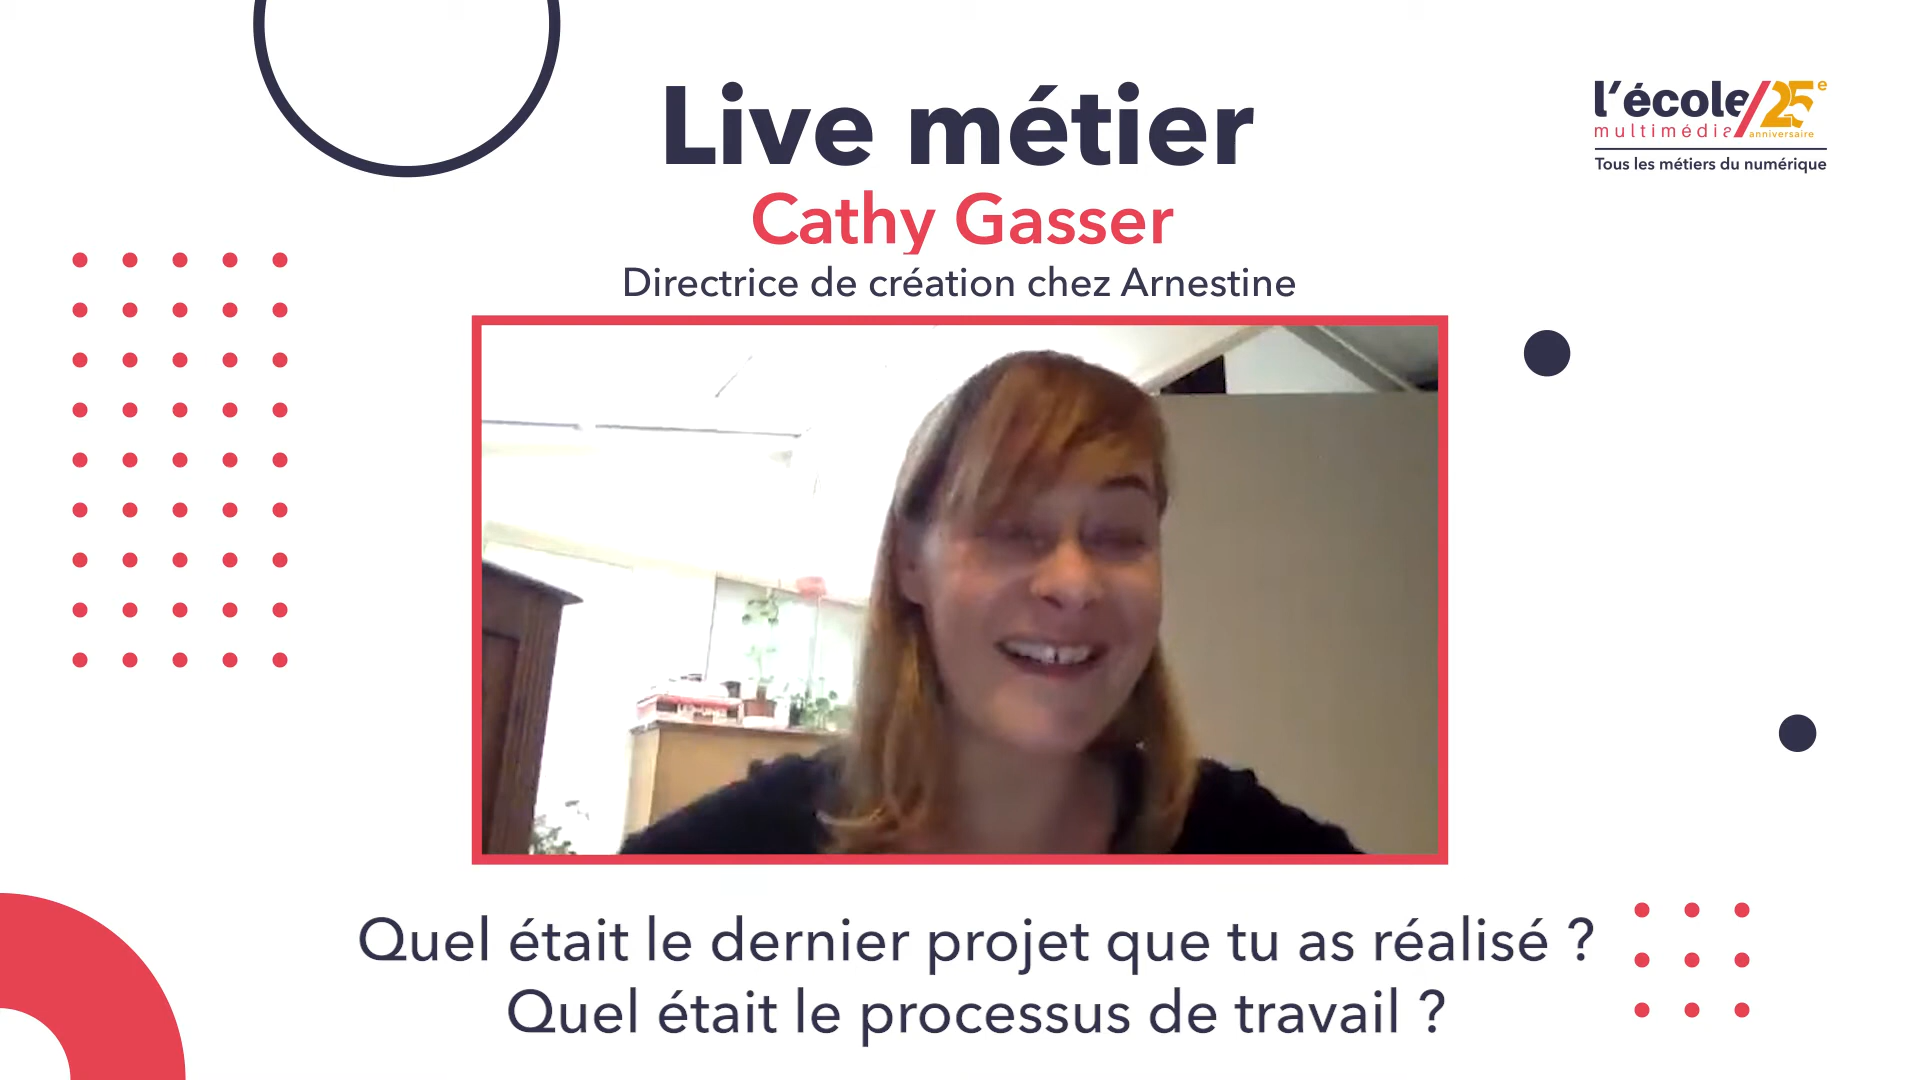 Live métier
l'école/25e
multimédia anniversaire
Tous les métiers du numérique
Cathy Gasser
Directrice de création chez Arnestine
Quel était le dernier projet que tu as réalisé ?
Quel était le processus de travail ?